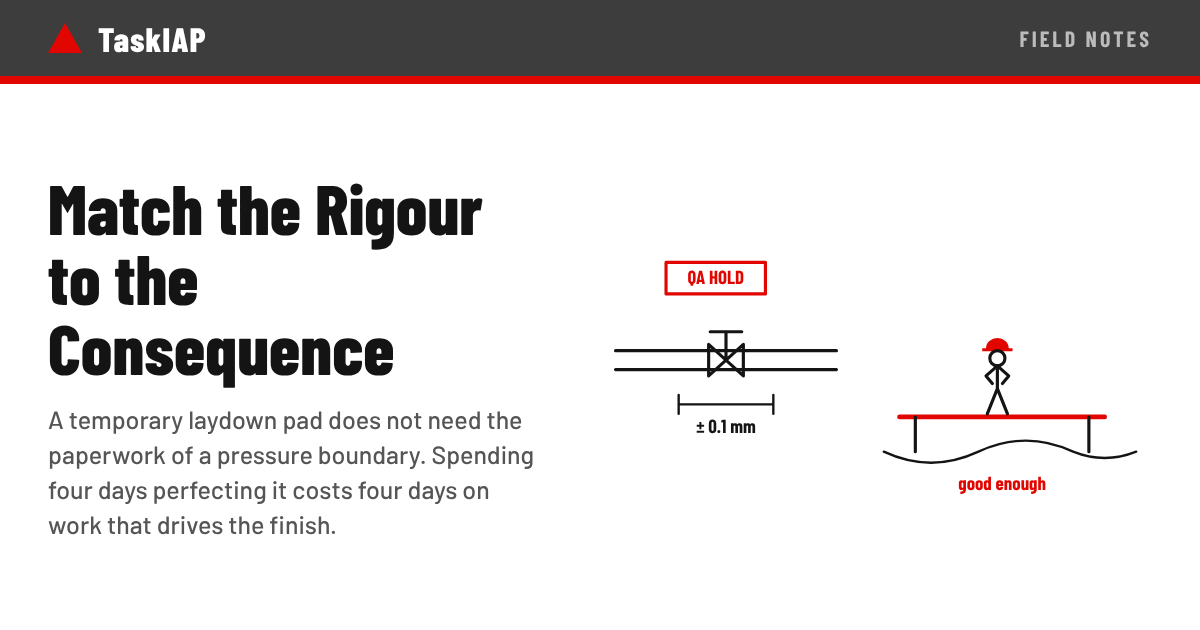 TaskIAP
FIELD NOTES
Match the Rigour
to the
Consequence
A temporary laydown pad does not need the
paperwork of a pressure boundary. Spending
four days perfecting it costs four days on
work that drives the finish.
QA HOLD
± 0.1 mm
good enough